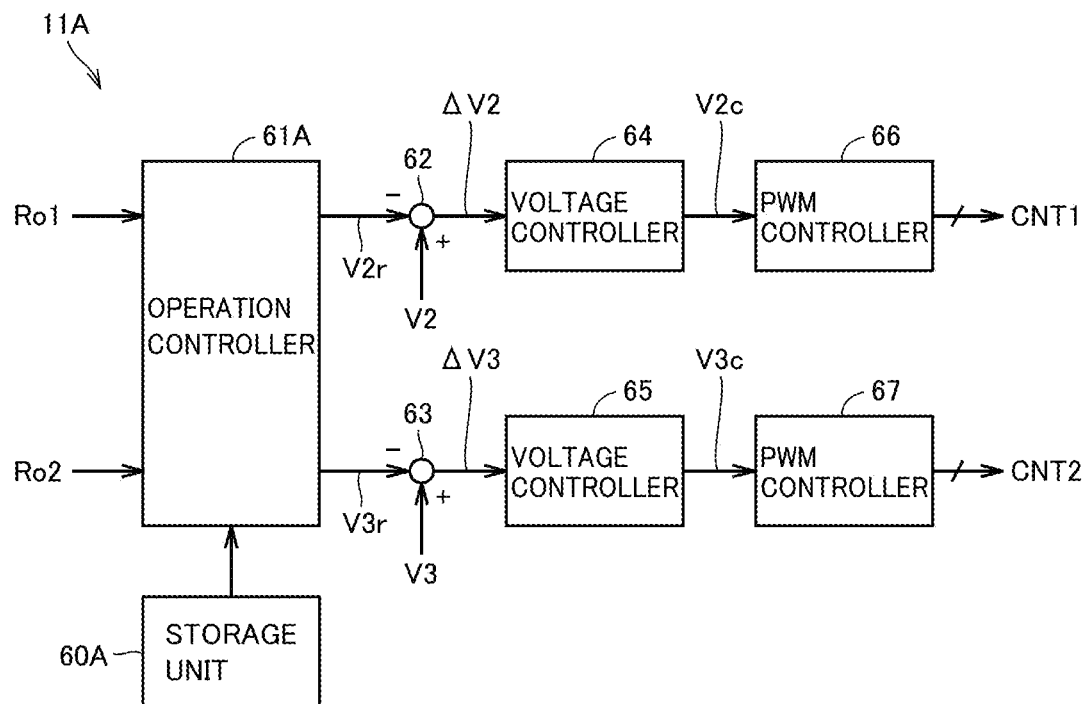 11A
61A
Ro1
Ro2
OPERATION
CONTROLLER
60A
STORAGE
UNIT
−
62
+
V2r
V2
ΔV2
64
VOLTAGE
CONTROLLER
V2c
66
PWM
CONTROLLER
CNT1
−
63
+
V3r
V3
ΔV3
65
VOLTAGE
CONTROLLER
V3c
67
PWM
CONTROLLER
CNT2